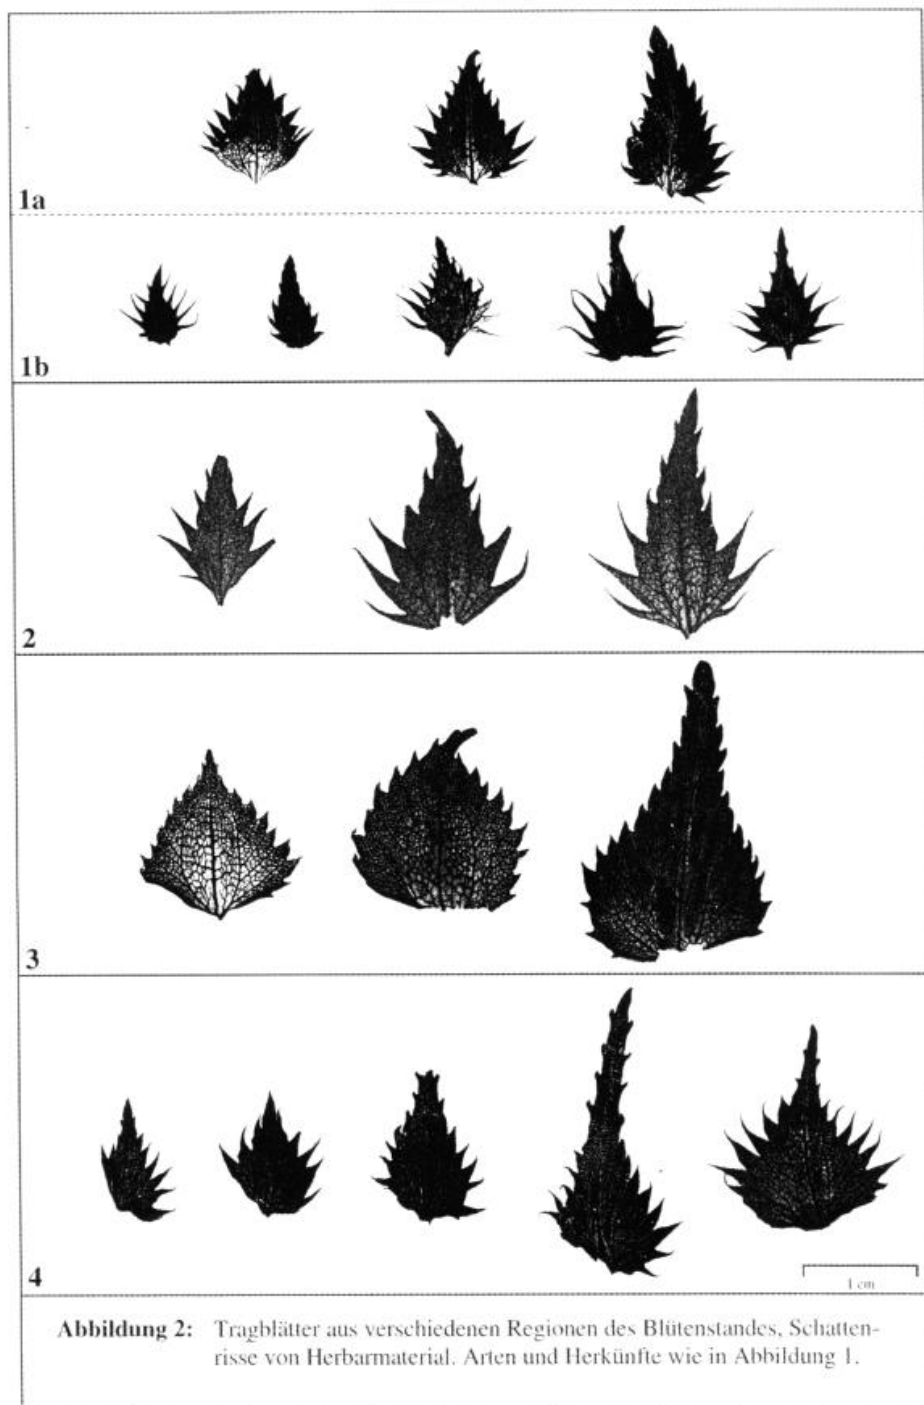 1a
1b
2
3
4
1 cm
Abbildung 2: Tragblätter aus verschiedenen Regionen des Blütenstandes, Schatten-
risse von Herbarmaterial. Arten und Herkünfte wie in Abbildung 1.